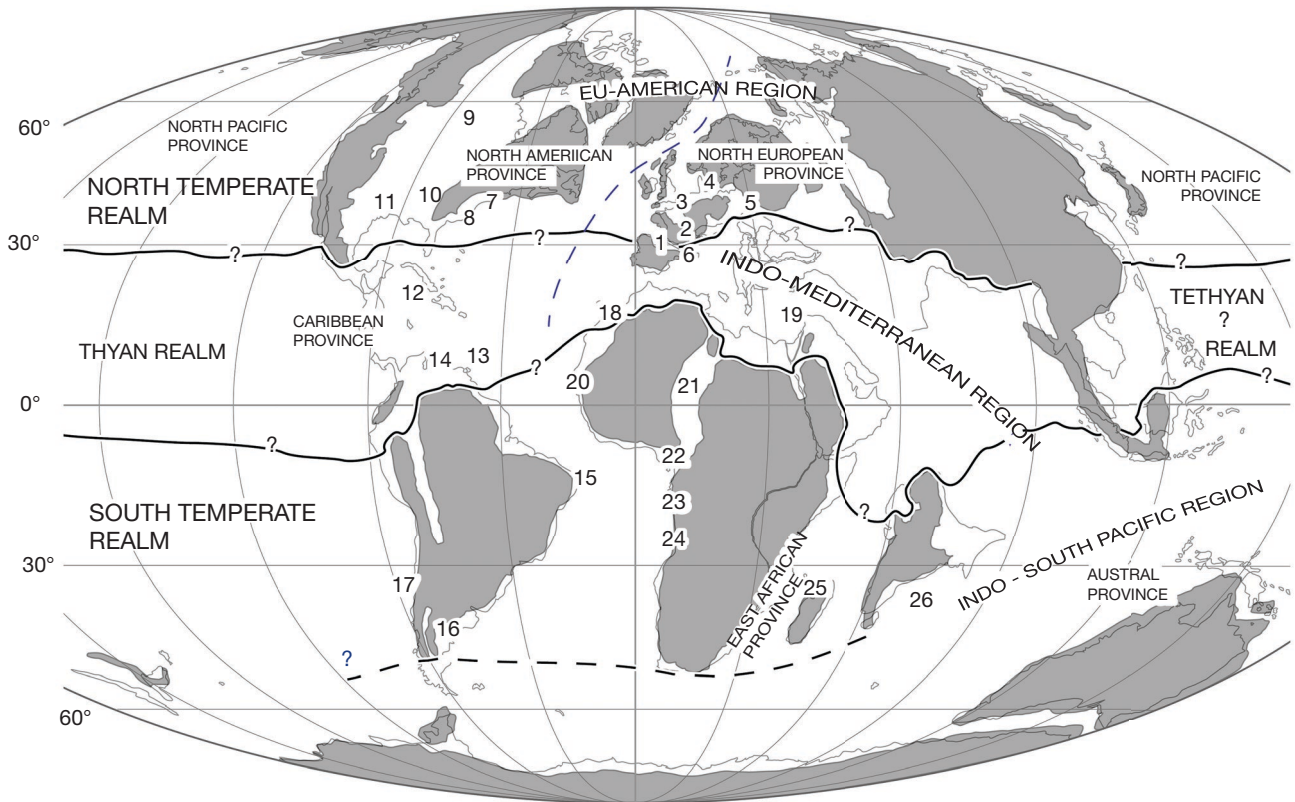 EU-AMERICAN REGION
9
60°
NORTH PACIFIC
PROVINCE
NORTH AMERIICAN
PROVINCE
NORTH EUROPEAN
PROVINCE
NORTH PACIFIC
PROVINCE
NORTH TEMPERATE
REALM
11
10
7
8
3
4
5
2
1
6
?
?
?
?
30°
INDO-MEDITERRANEAN REGION
12
CARIBBEAN
PROVINCE
18
19
TETHYAN
?
REALM
THYAN REALM
14
13
?
20
21
?
0°
?
22
15
23
24
?
SOUTH TEMPERATE
REALM
INDO - SOUTH PACIFIC REGION
30°
17
EAST AFRICAN
PROVINCE
25
26
AUSTRAL
PROVINCE
16
?
60°